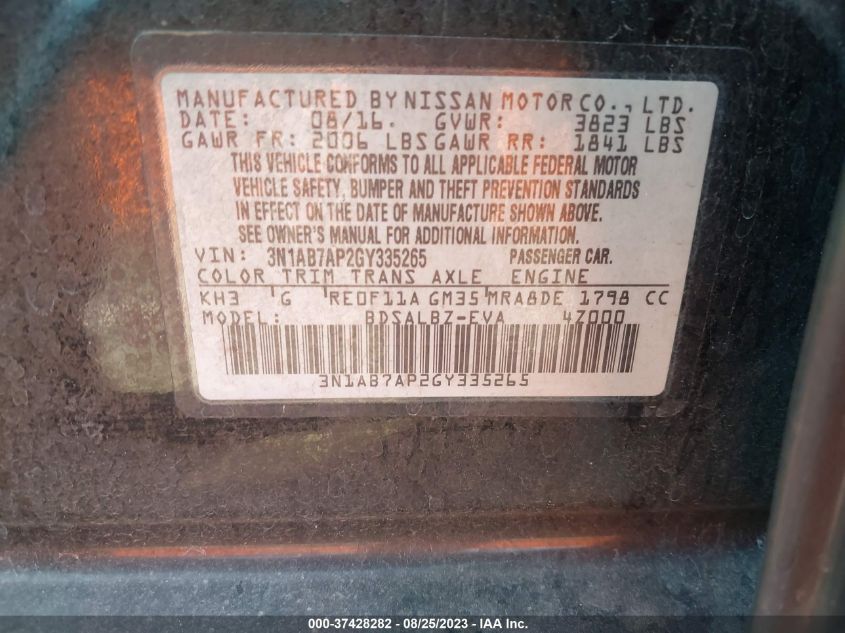 MANUFACTURED BY NISSAN MOTOR CO., LTD.
DATE: 08/16. GVWR: 3823 LBS
GAWR FR: 2006 LBS GAWR RR: 1841 LBS
THIS VEHICLE CONFORMS TO ALL APPLICABLE FEDERAL MOTOR
VEHICLE SAFETY, BUMPER AND THEFT PREVENTION STANDARDS
IN EFFECT ON THE DATE OF MANUFACTURE SHOWN ABOVE.
SEE OWNER'S MANUAL FOR ADDITIONAL INFORMATION.
VIN: 3N1AB7AP2GY335265 PASSENGER CAR.
COLOR TRIM TRANS AXLE ENGINE
KH3 G RE0F11A GM35 MRA8DE 1798 CC
MODEL: BDSALBZ-EVA 4Z000
3N1AB7AP2GY335265
000-37428282 - 08/25/2023 - IAA Inc.